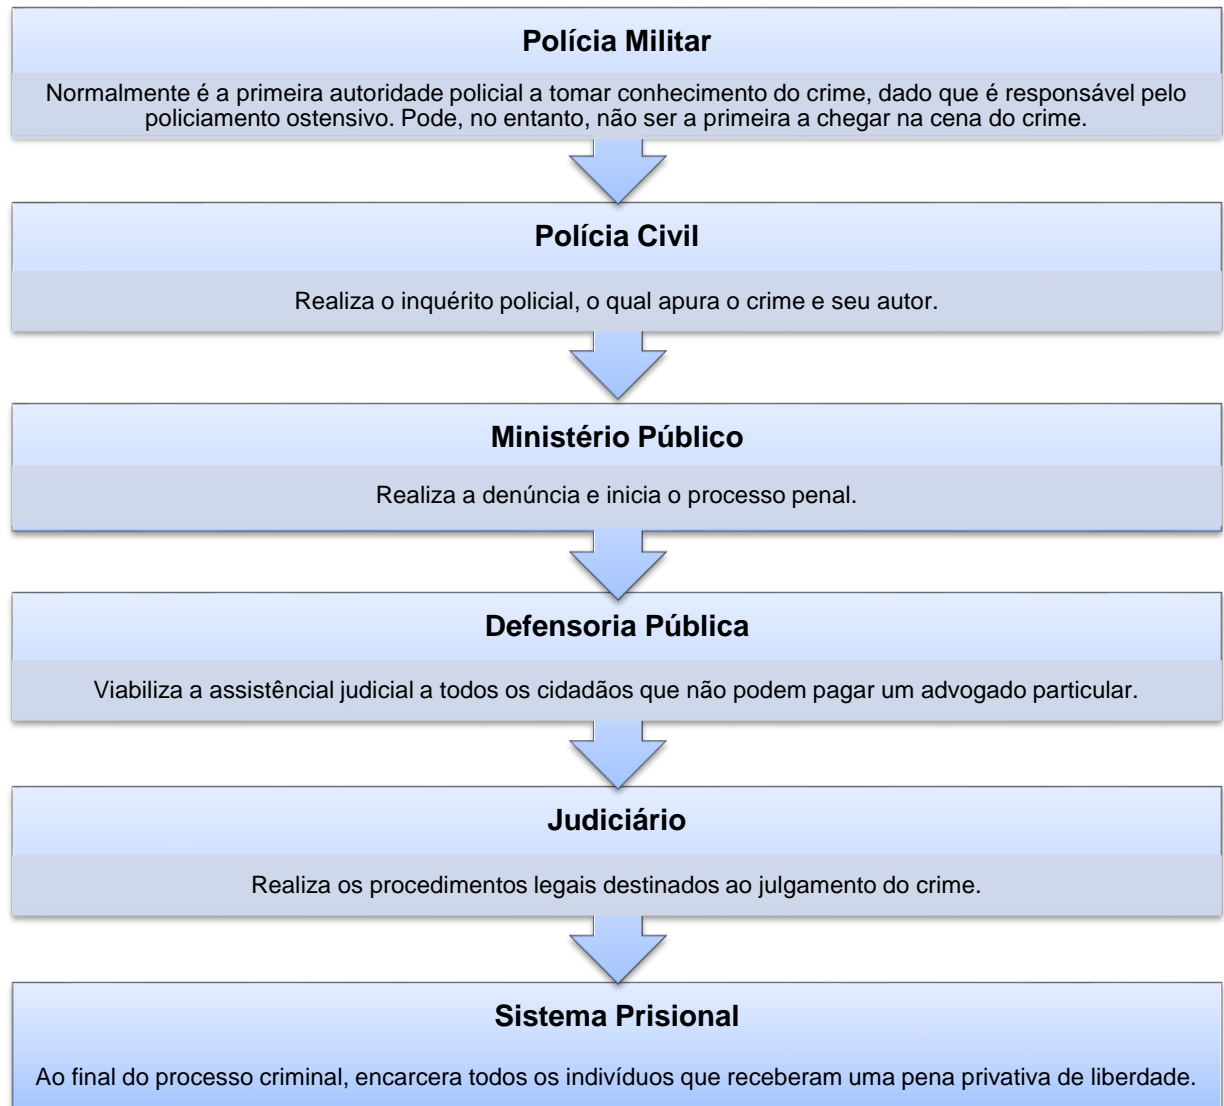 Polícia Militar
Normalmente é a primeira autoridade policial a tomar conhecimento do crime, dado que é responsável pelo
policiamento ostensivo. Pode, no entanto, não ser a primeira a chegar na cena do crime.
Polícia Civil
Realiza o inquérito policial, o qual apura o crime e seu autor.
Ministério Público
Realiza a denúncia e inicia o processo penal.
Defensoria Pública
Viabiliza a assistêncial judicial a todos os cidadãos que não podem pagar um advogado particular.
Judiciário
Realiza os procedimentos legais destinados ao julgamento do crime.
Sistema Prisional
Ao final do processo criminal, encarcera todos os indivíduos que receberam uma pena privativa de liberdade.